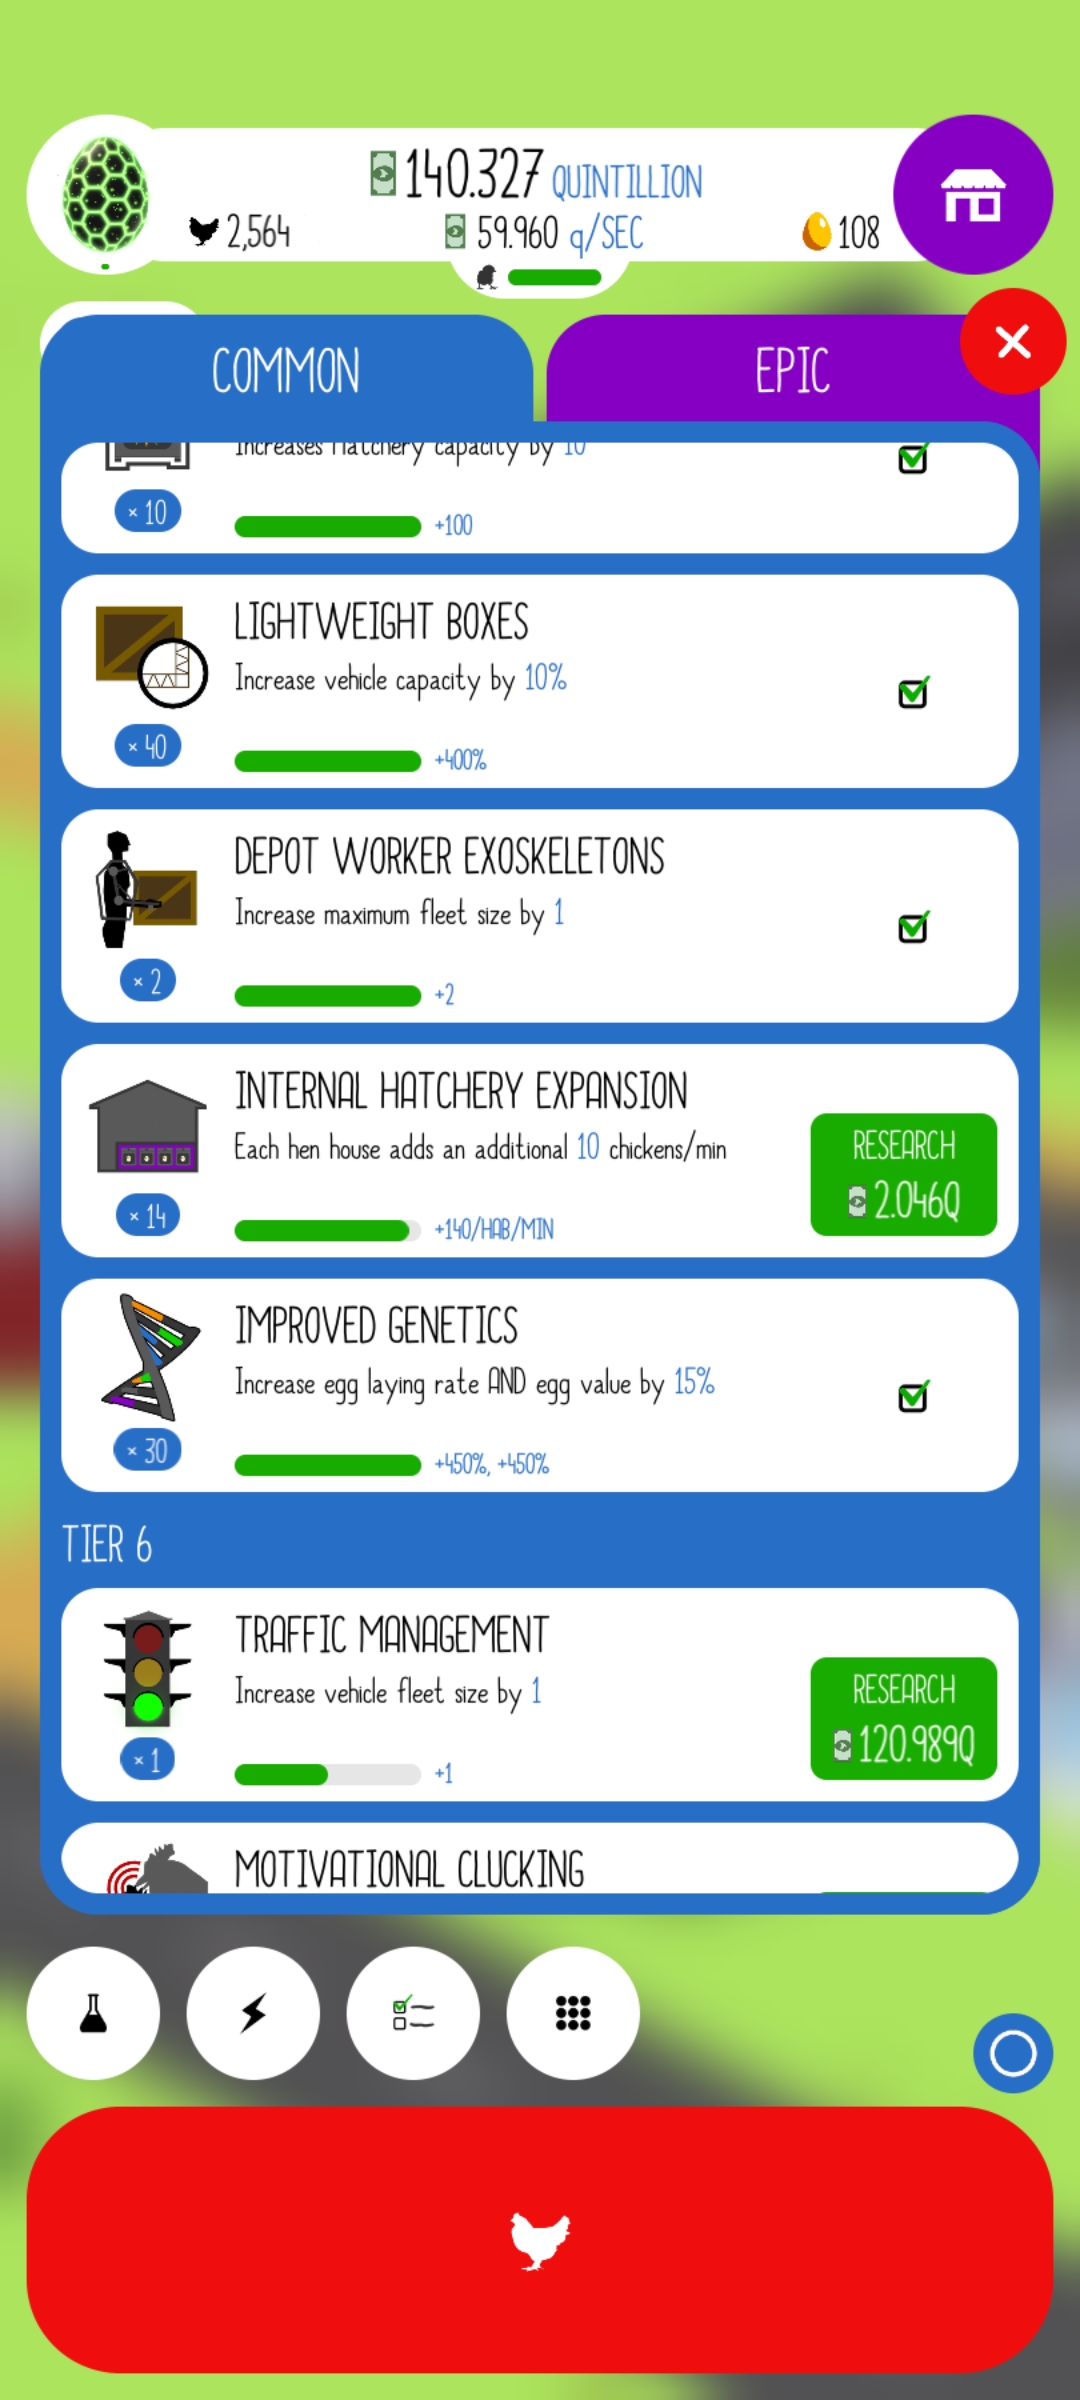 140.327 QUINTILLION
2,564
59.960 q/SEC
108
COMMON
EPIC
Increases Hatchery capacity by 10
× 10
+100
LIGHTWEIGHT BOXES
Increase vehicle capacity by 10%
× 40
+400%
DEPOT WORKER EXOSKELETONS
Increase maximum fleet size by 1
× 2
+2
INTERNAL HATCHERY EXPANSION
Each hen house adds an additional 10 chickens/min
RESEARCH
2.046Q
× 14
+140/HAB/MIN
IMPROVED GENETICS
Increase egg laying rate AND egg value by 15%
× 30
+450%, +450%
TIER 6
TRAFFIC MANAGEMENT
Increase vehicle fleet size by 1
RESEARCH
120.989Q
× 1
+1
MOTIVATIONAL CLUCKING